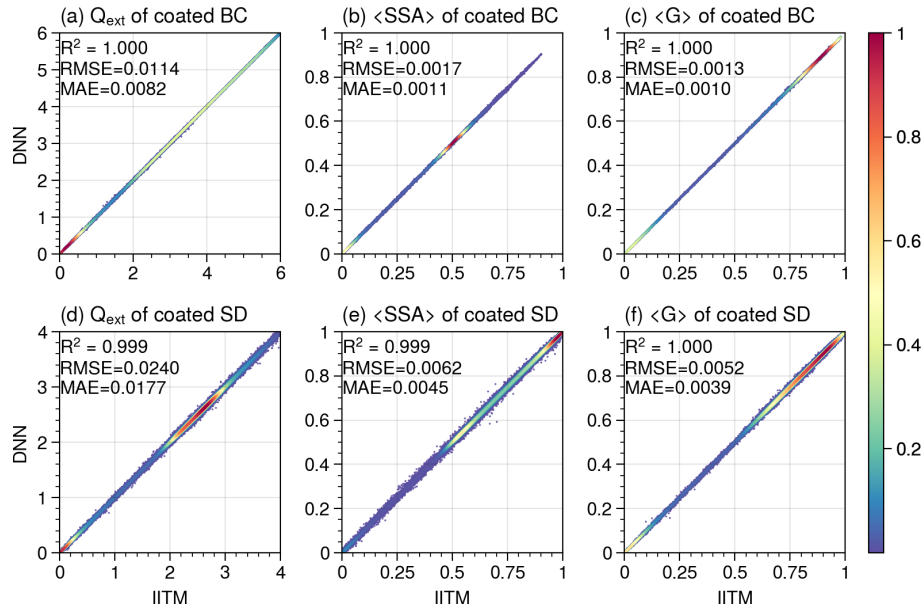 (a) Q_ext of coated BC
(b) <SSA> of coated BC
(c) <G> of coated BC
R² = 1.000
RMSE=0.0114
MAE=0.0082
R² = 1.000
RMSE=0.0017
MAE=0.0011
R² = 1.000
RMSE=0.0013
MAE=0.0010
DNN
6
5
4
3
2
1
0
0 2 4 6
1
0.8
0.6
0.4
0.2
0
0 0.25 0.5 0.75 1
1
0.8
0.6
0.4
0.2
0
0 0.25 0.5 0.75 1
(d) Q_ext of coated SD
(e) <SSA> of coated SD
(f) <G> of coated SD
R² = 0.999
RMSE=0.0240
MAE=0.0177
R² = 0.999
RMSE=0.0062
MAE=0.0045
R² = 1.000
RMSE=0.0052
MAE=0.0039
DNN
4
3
2
1
0
0 1 2 3 4
IITM
1
0.8
0.6
0.4
0.2
0
0 0.25 0.5 0.75 1
IITM
1
0.8
0.6
0.4
0.2
0
0 0.25 0.5 0.75 1
IITM
1
0.8
0.6
0.4
0.2